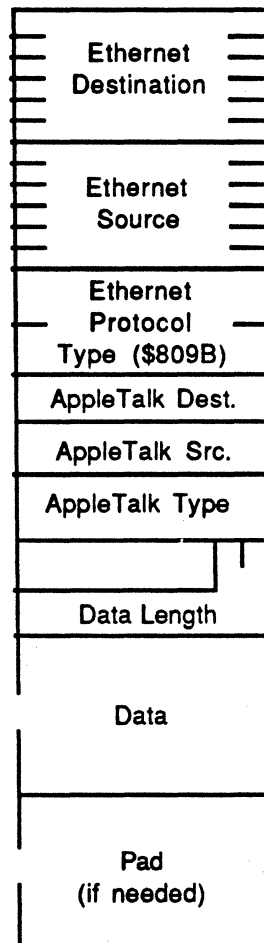 Ethernet
Destination
Ethernet
Source
Ethernet
Protocol
Type ($809B)
AppleTalk Dest.
AppleTalk Src.
AppleTalk Type
Data Length
Data
Pad
(if needed)